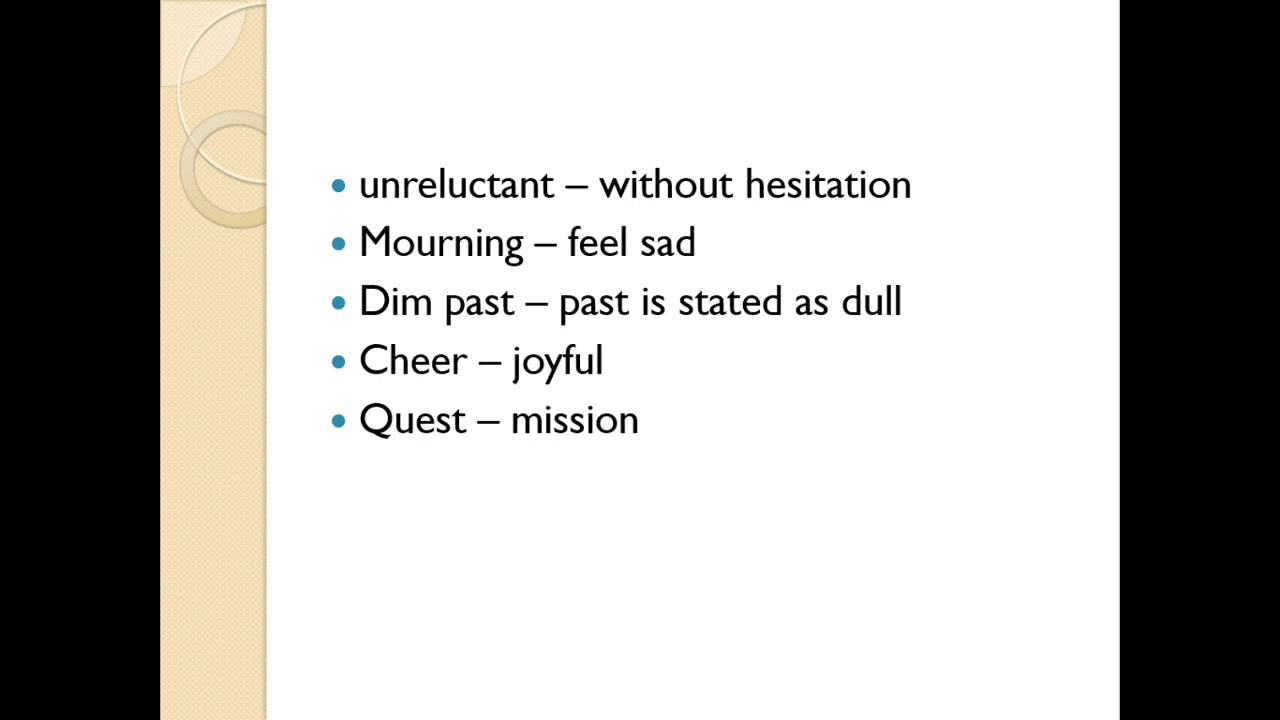 • unreluctant – without hesitation
• Mourning – feel sad
• Dim past – past is stated as dull
• Cheer – joyful
• Quest – mission